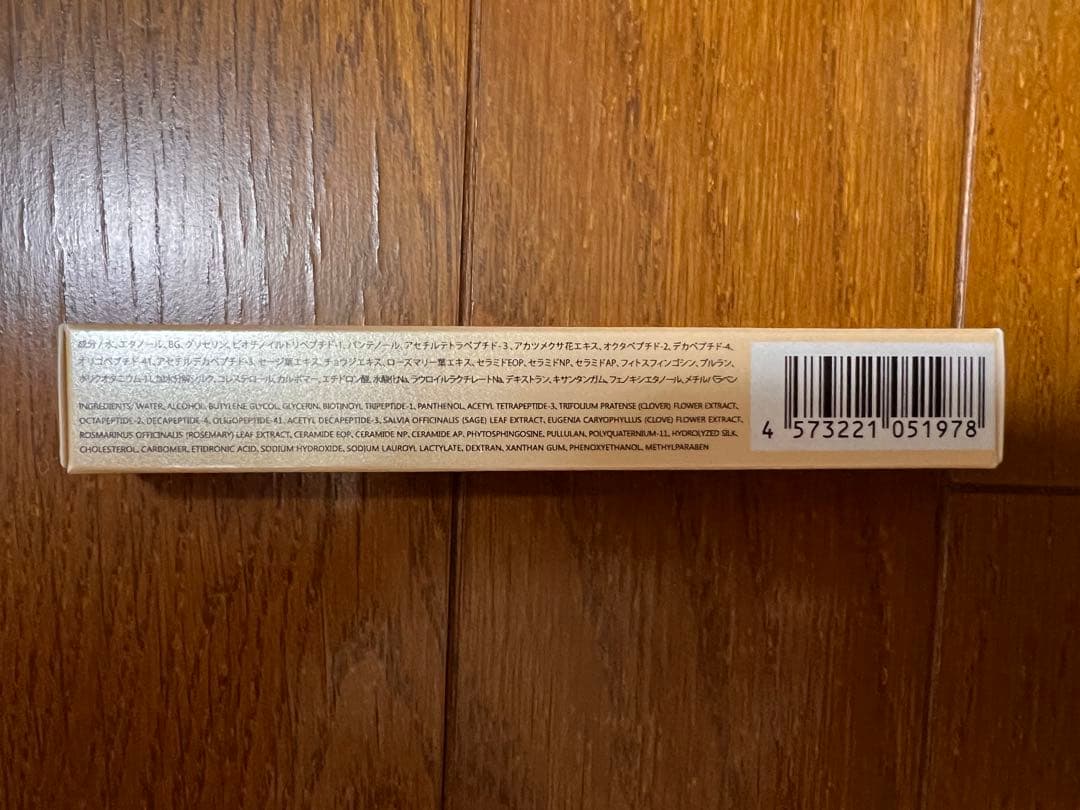 成分 / 水、エタノール、BG、グリセリン、ビオチノイルトリペプチド-1、パンテノール、アセチルテトラペプチド-3、アカツメクサ花エキス、オクタペプチド-2、デカペプチド-4、
オリゴペプチド-41、アセチルデカペプチド-3、セージ葉エキス、チョウジエキス、ローズマリー葉エキス、セラミドEOP、セラミドNP、セラミドAP、フィトスフィンゴシン、プルラン、
ポリクオタニウム-11、加水分解シルク、コレステロール、カルボマー、エチドロン酸、水酸化Na、ラウロイルラクチレートNa、デキストラン、キサンタンガム、フェノキシエタノール、メチルパラベン
INGREDIENTS/ WATER, ALCOHOL, BUTYLENE GLYCOL, GLYCERIN, BIOTINOYL TRIPEPTIDE-1, PANTHENOL, ACETYL TETRAPEPTIDE-3, TRIFOLIUM PRATENSE (CLOVER) FLOWER EXTRACT,
OCTAPEPTIDE-2, DECAPEPTIDE-4, OLIGOPEPTIDE-41, ACETYL DECAPEPTIDE-3, SALVIA OFFICINALIS (SAGE) LEAF EXTRACT, EUGENIA CARYOPHYLLUS (CLOVE) FLOWER EXTRACT,
ROSMARINUS OFFICINALIS (ROSEMARY) LEAF EXTRACT, CERAMIDE EOP, CERAMIDE NP, CERAMIDE AP, PHYTOSPHINGOSINE, PULLULAN, POLYQUATERNIUM-11, HYDROLYZED SILK,
CHOLESTEROL, CARBOMER, ETIDRONIC ACID, SODIUM HYDROXIDE, SODIUM LAUROYL LACTYLATE, DEXTRAN, XANTHAN GUM, PHENOXYETHANOL, METHYLPARABEN
4 573221 051978